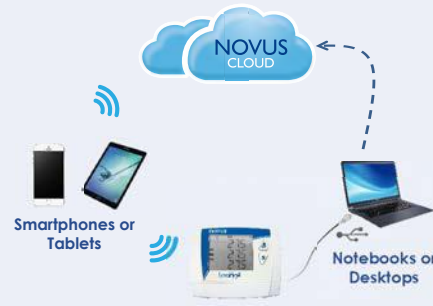 NOVUS
CLOUD
Smartphones or
Tablets
Notebooks or
Desktops